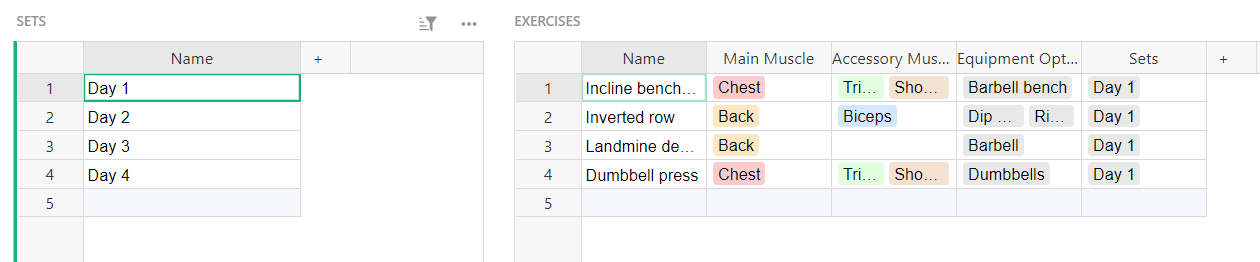 SETS
Name +
1 Day 1
2 Day 2
3 Day 3
4 Day 4
5
EXERCISES
Name Main Muscle Accessory Mus... Equipment Opt... Sets +
1 Incline bench... Chest Tri... Sho... Barbell bench Day 1
2 Inverted row Back Biceps Dip ... Ri... Day 1
3 Landmine de... Back Barbell Day 1
4 Dumbbell press Chest Tri... Sho... Dumbbells Day 1
5